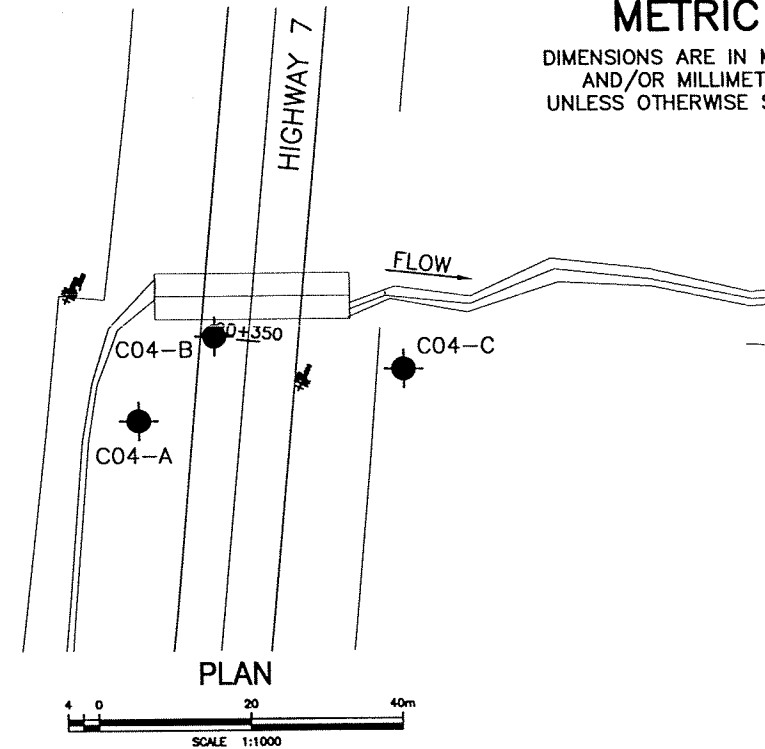 METRIC
DIMENSIONS ARE IN
AND/OR MILLIMET
UNLESS OTHERWISE
HIGHWAY 7
FLOW
20+350
C04-B
C04-C
C04-A
PLAN
4 0 20 40m
SCALE 1:1000